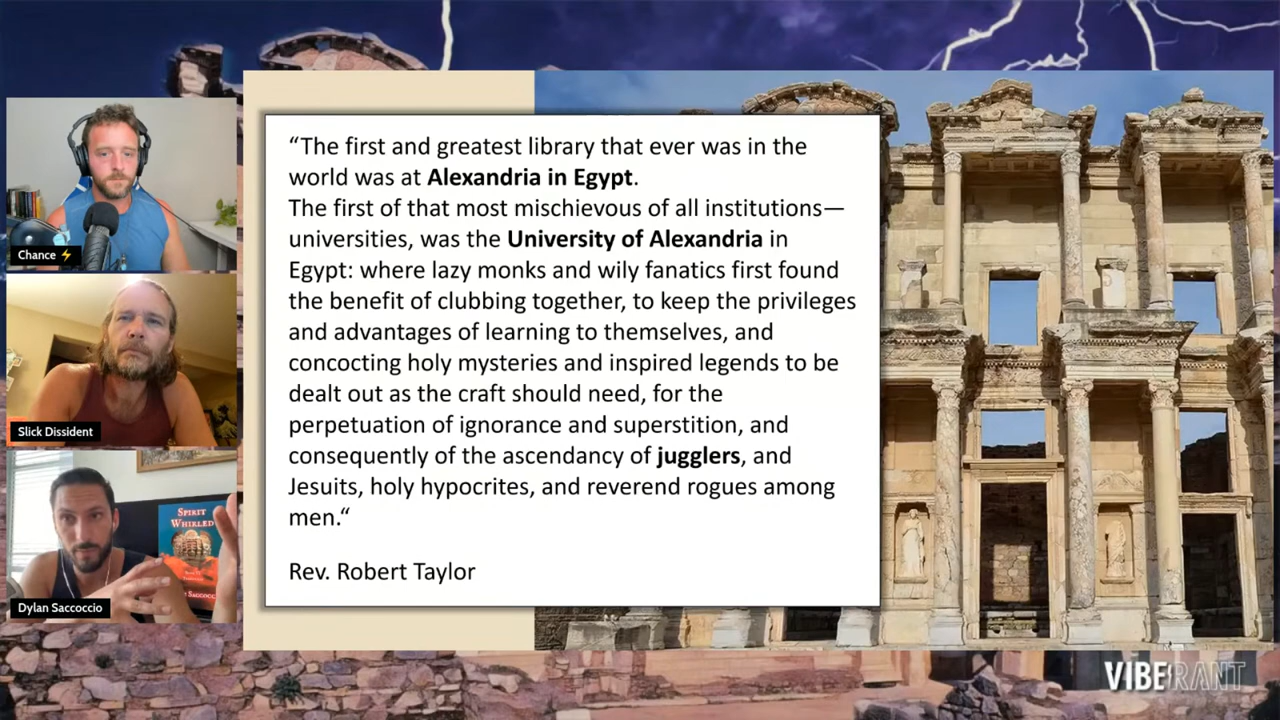 “The first and greatest library that ever was in the
world was at Alexandria in Egypt.
The first of that most mischievous of all institutions—
universities, was the University of Alexandria in
Egypt: where lazy monks and wily fanatics first found
the benefit of clubbing together, to keep the privileges
and advantages of learning to themselves, and
concocting holy mysteries and inspired legends to be
dealt out as the craft should need, for the
perpetuation of ignorance and superstition, and
consequently of the ascendancy of jugglers, and
Jesuits, holy hypocrites, and reverend rogues among
men.“
Rev. Robert Taylor
Chance⚡
Slick Dissident
SPIRIT
WHIRLED
Dylan Saccoccio
VIBERANT